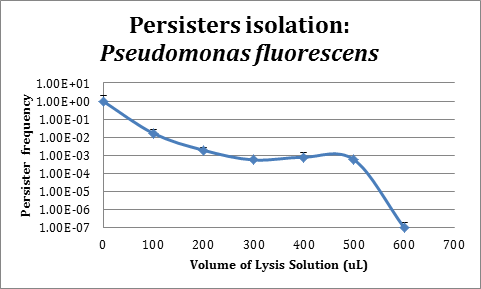 Persisters isolation:
Pseudomonas fluorescens
Persister frequency
1.00E+01
1.00E+00
1.00E-01
1.00E-02
1.00E-03
1.00E-04
1.00E-05
1.00E-06
1.00E-07
0 100 200 300 400 500 600 700
Volume of Lysis Solution (uL)